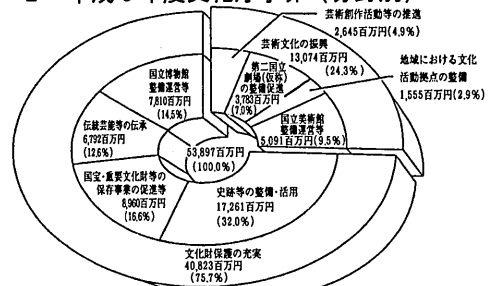 芸術創作活動等の推進
2,645百万円(4.9%)
芸術文化の振興
13,074百万円
(24.3%)
地域における文化
活動拠点の整備
1,555百万円(2.9%)
第二国立
劇場(仮称)
の整備促進
3,783百万円
(7.0%)
国立美術館
整備運営等
5,091百万円(9.5%)
国立博物館
整備運営等
7,810百万円
(14.5%)
伝統芸能等の伝承
6,792百万円
(12.6%)
53,897百万円
(100.0%)
国宝・重要文化財等の
保存事業の促進等
8,960百万円
(16.6%)
史跡等の整備・活用
17,261百万円
(32.0%)
文化財保護の充実
40,823百万円
(75.7%)